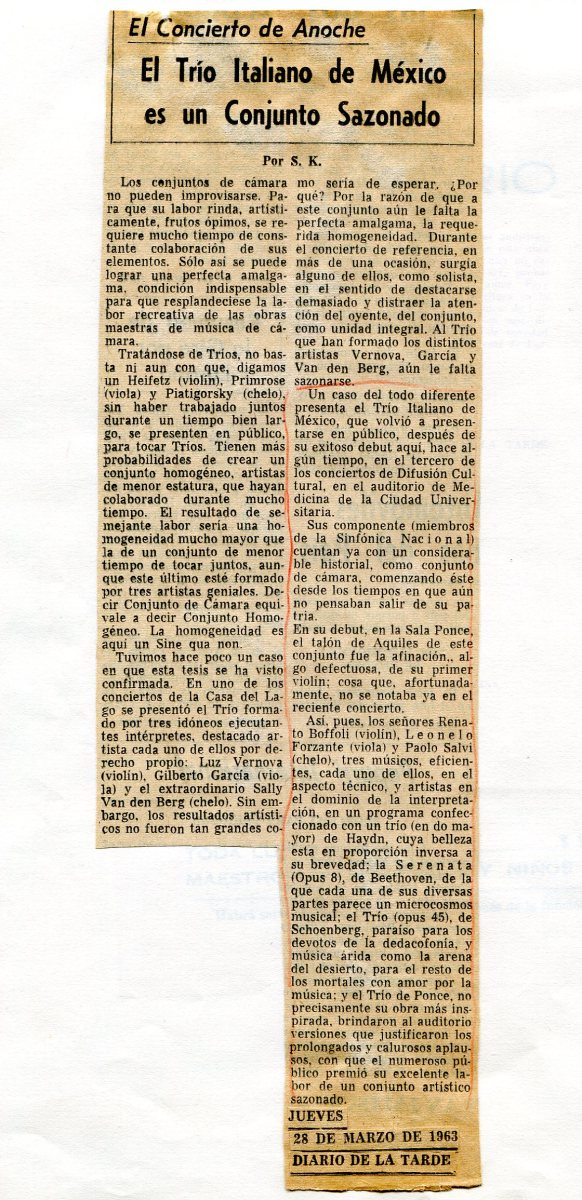 El Concierto de Anoche
El Trío Italiano de México
es un Conjunto Sazonado
Por S. K.
Los conjuntos de cámara
no pueden improvisarse. Pa-
ra que su labor rinda, artísti-
camente, frutos ópimos, se re-
quiere mucho tiempo de cons-
tante colaboración de sus
elementos. Sólo así se puede
lograr una perfecta amalga-
ma, condición indispensable
para que resplandeciese la la-
bor recreativa de las obras
maestras de música de cá-
mara.
Tratándose de Tríos, no bas-
ta ni aun con que, digamos
un Heifetz (violín), Primrose
(viola) y Piatigorsky (chelo),
sin haber trabajado juntos
durante un tiempo bien lar-
go, se presenten en público,
para tocar Tríos. Tienen más
probabilidades de crear un
conjunto homogéneo, artistas
de menor estatura, que hayan
colaborado durante mucho
tiempo. El resultado de se-
mejante labor sería una ho-
mogeneidad mucho mayor que
la de un conjunto de menor
tiempo de tocar juntos, aun-
que este último esté formado
por tres artistas geniales. De-
cir Conjunto de Cámara equi-
vale a decir Conjunto Homo-
géneo. La homogeneidad es
aquí un Sine qua non.
Tuvimos hace poco un caso
en que esta tesis se ha visto
confirmada. En uno de los
conciertos de la Casa del La-
go se presentó el Trío forma-
do por tres idóneos ejecutan-
tes intérpretes, destacado ar-
tista cada uno de ellos por de-
recho propio: Luz Vernova
(violín), Gilberto García (vio-
la) y el extraordinario Sally
Van den Berg (chelo). Sin em-
bargo, los resultados artísti-
cos no fueron tan grandes co-
mo sería de esperar. ¿Por
qué? Por la razón de que a
este conjunto aún le falta la
perfecta amalgama, la reque-
rida homogeneidad. Durante
el concierto de referencia, en
más de una ocasión, surgía
alguno de ellos, como solista,
en el sentido de destacarse
demasiado y distraer la aten-
ción del oyente, del conjunto,
como unidad integral. Al Trío
que han formado los distintos
artistas Vernova, García y
Van den Berg, aún le falta
sazonarse.
Un caso del todo diferente
presenta el Trío Italiano de
México, que volvió a presen-
tarse en público, después de
su exitoso debut aquí, hace al-
gún tiempo, en el tercero de
los conciertos de Difusión Cul-
tural, en el auditorio de Me-
dicina de la Ciudad Univer-
sitaria.
Sus componente (miembros
de la Sinfónica Nacional)
cuentan ya con un considera-
ble historial, como conjunto
de cámara, comenzando éste
desde los tiempos en que aún
no pensaban salir de su pa-
tria.
En su debut, en la Sala Ponce,
el talón de Aquiles de este
conjunto fue la afinación.. al-
go defectuosa, de su primer
violín; cosa que, afortunada-
mente, no se notaba ya en el
reciente concierto.
Así, pues, los señores Rena-
to Boffoli (violín), Leonelo
Forzante (viola) y Paolo Salvi
(chelo), tres músicos, eficien-
tes, cada uno de ellos, en el
aspecto técnico, y artistas en
el dominio de la interpreta-
ción, en un programa confec-
cionado con un trío (en do ma-
yor) de Haydn, cuya belleza
esta en proporción inversa a
su brevedad; la Serenata
(Opus 8), de Beethoven, de la
que cada una de sus diversas
partes parece un microcosmos
musical; el Trío (opus 45), de
Schoenberg, paraíso para los
devotos de la dedacofonía, y
música árida como la arena
del desierto, para el resto de
los mortales con amor por la
música; y el Trío de Ponce, no
precisamente su obra más ins-
pirada, brindaron al auditorio
versiones que justificaron los
prolongados y calurosos aplau-
sos, con que el numeroso pú-
blico premió su excelente la-
bor de un conjunto artístico
sazonado.
JUEVES
28 DE MARZO DE 1963
DIARIO DE LA TARDE